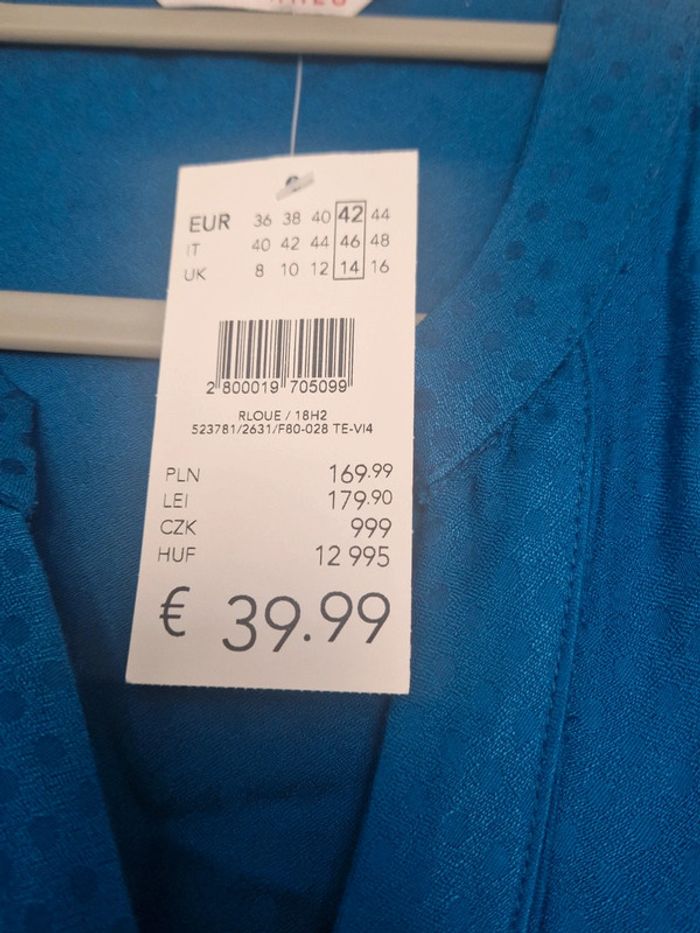 EUR 36 38 40 42 44
IT 40 42 44 46 48
UK 8 10 12 14 16
2 800019 705099
RLOUE / 18H2
523781/2631/F80-028 TE-VI4
PLN 169.99
LEI 179.90
CZK 999
HUF 12 995
€ 39.99